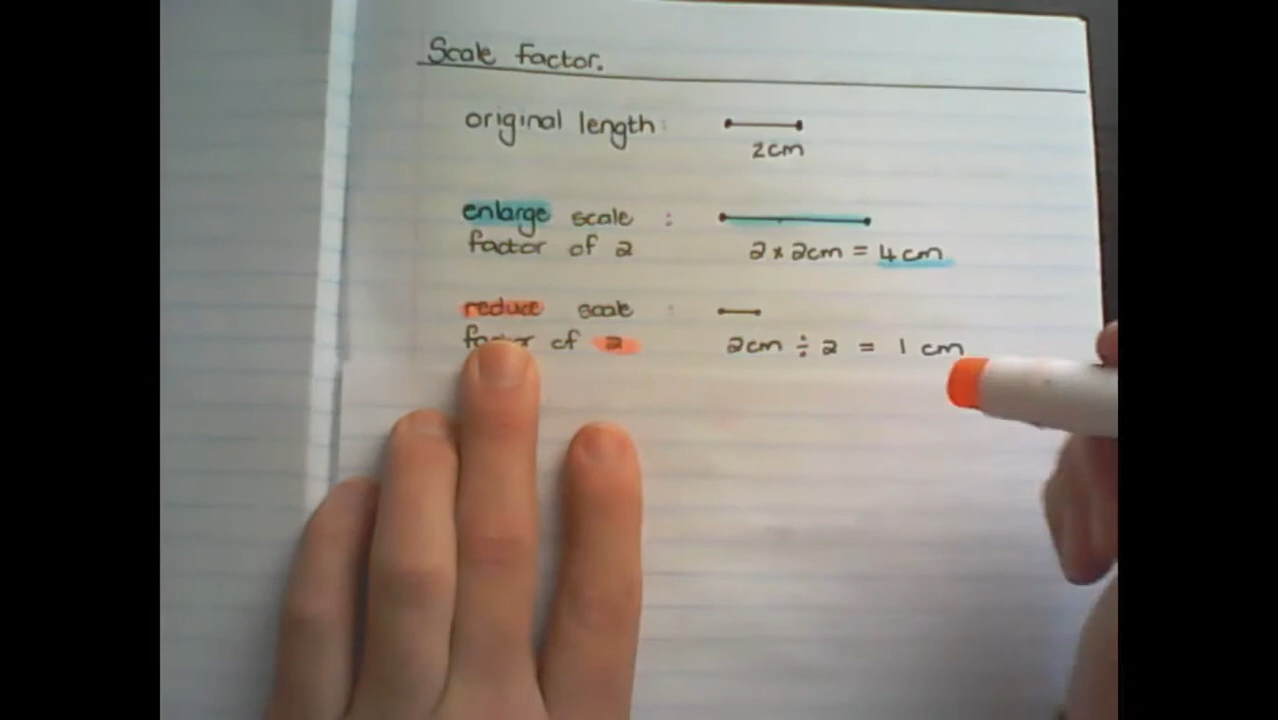 Scale Factor.
original length:
2cm
enlarge scale :
factor of 2
2 × 2cm = 4cm
reduce scale :
factor of 2
2cm ÷ 2 = 1 cm